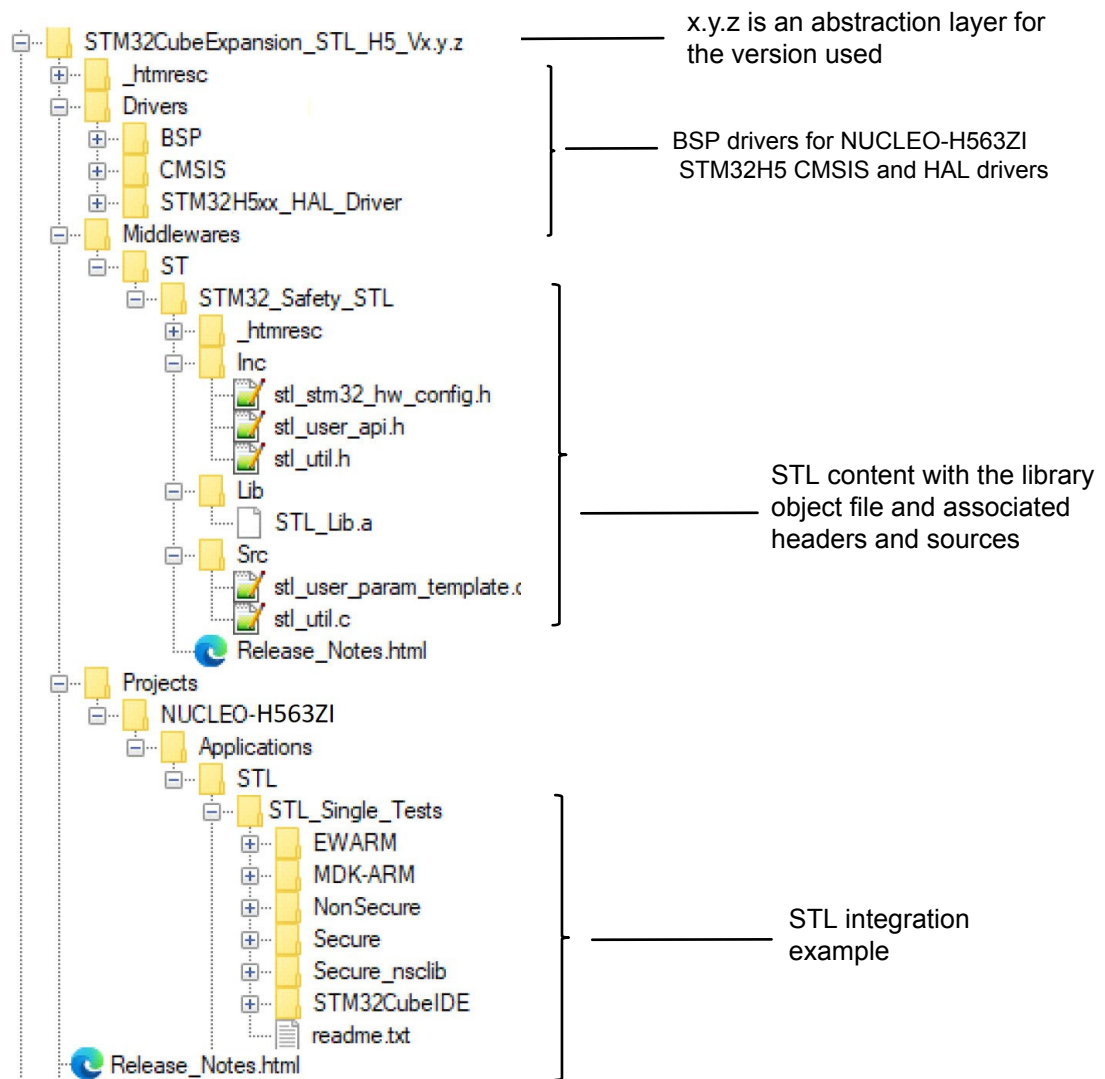 STM32CubeExpansion_STL_H5_Vx.y.z
x.y.z is an abstraction layer for
the version used
_htmresc
Drivers
BSP
CMSIS
STM32H5xx_HAL_Driver
BSP drivers for NUCLEO-H563ZI
STM32H5 CMSIS and HAL drivers
Middlewares
ST
STM32_Safety_STL
_htmresc
Inc
stl_stm32_hw_config.h
stl_user_api.h
stl_util.h
Lib
STL_Lib.a
Src
stl_user_param_template.c
stl_util.c
Release_Notes.html
STL content with the library
object file and associated
headers and sources
Projects
NUCLEO-H563ZI
Applications
STL
STL_Single_Tests
EWARM
MDK-ARM
NonSecure
Secure
Secure_nsclib
STM32CubeIDE
readme.txt
STL integration
example
Release_Notes.html